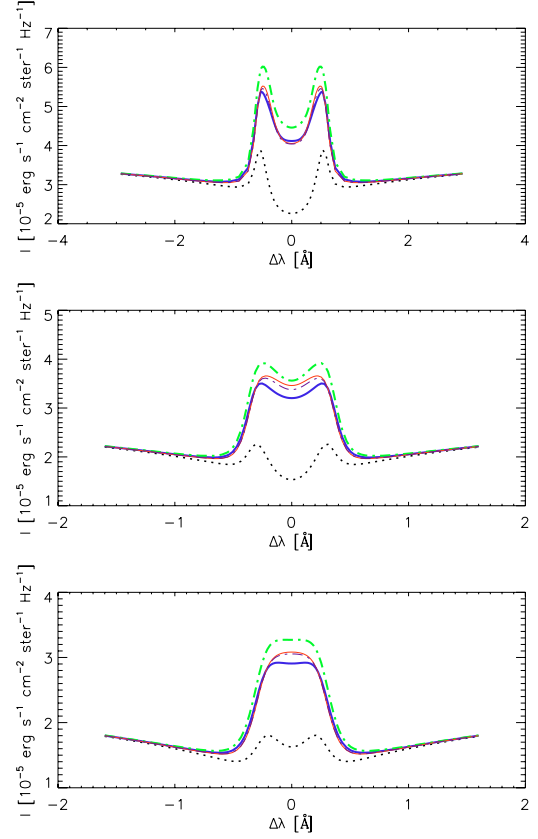 I [10⁻⁵ erg s⁻¹ cm⁻² ster⁻¹ Hz⁻¹]
7
6
5
4
3
2
−4 −2 0 2 4
Δλ [Å]
I [10⁻⁵ erg s⁻¹ cm⁻² ster⁻¹ Hz⁻¹]
5
4
3
2
1
−2 −1 0 1 2
Δλ [Å]
I [10⁻⁵ erg s⁻¹ cm⁻² ster⁻¹ Hz⁻¹]
4
3
2
1
−2 −1 0 1 2
Δλ [Å]